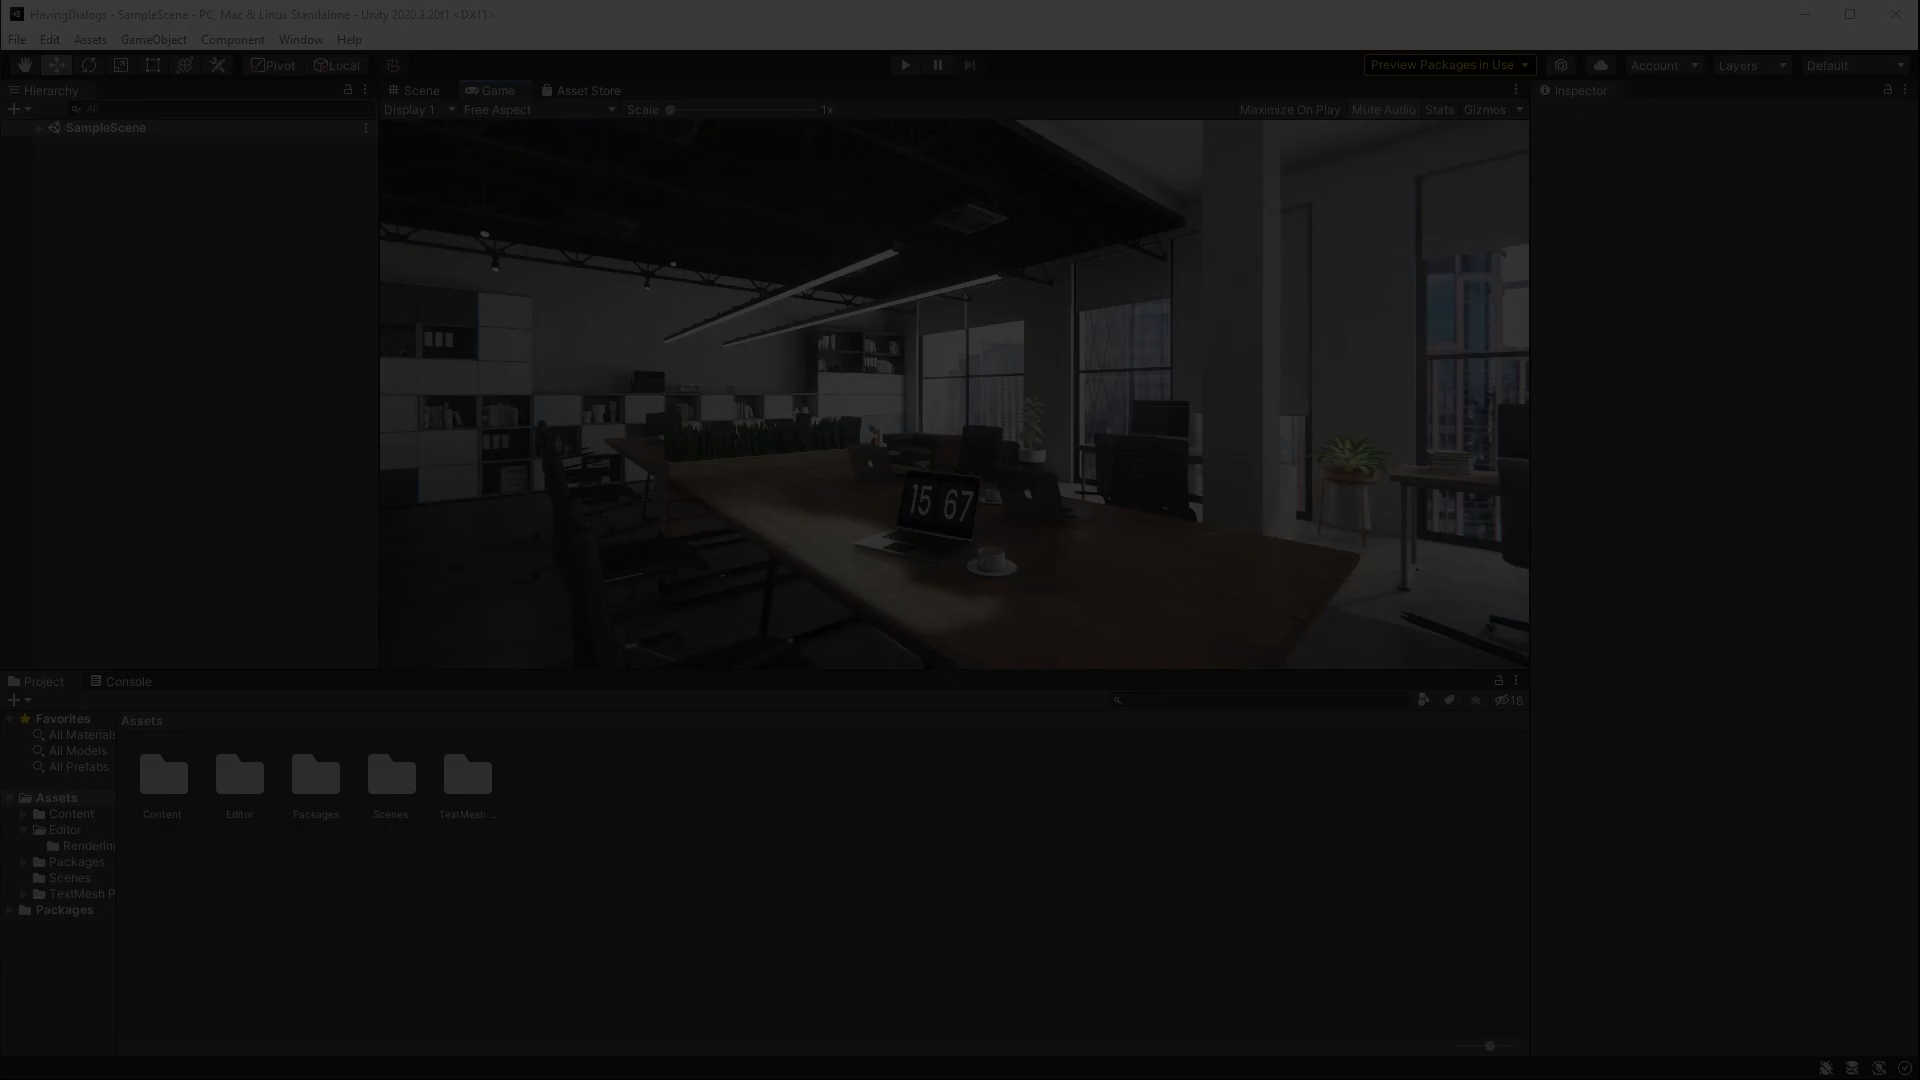 HavingDialogs - SampleScene - PC, Mac & Linux Standalone - Unity 2020.3.20f1 <DX11>
File Edit Assets GameObject Component Window Help
Pivot Local Preview Packages in Use Account Layers Default
Hierarchy Scene Game Asset Store Inspector
All Display 1 Free Aspect Scale 1x Maximize On Play Mute Audio Stats Gizmos
SampleScene
15 67
Project Console
18
Favorites Assets
All Materials
All Models
All Prefabs
Assets
Content
Editor
Rendering
Packages
Scenes
TextMesh P
Packages
Content Editor Packages Scenes TextMesh ...